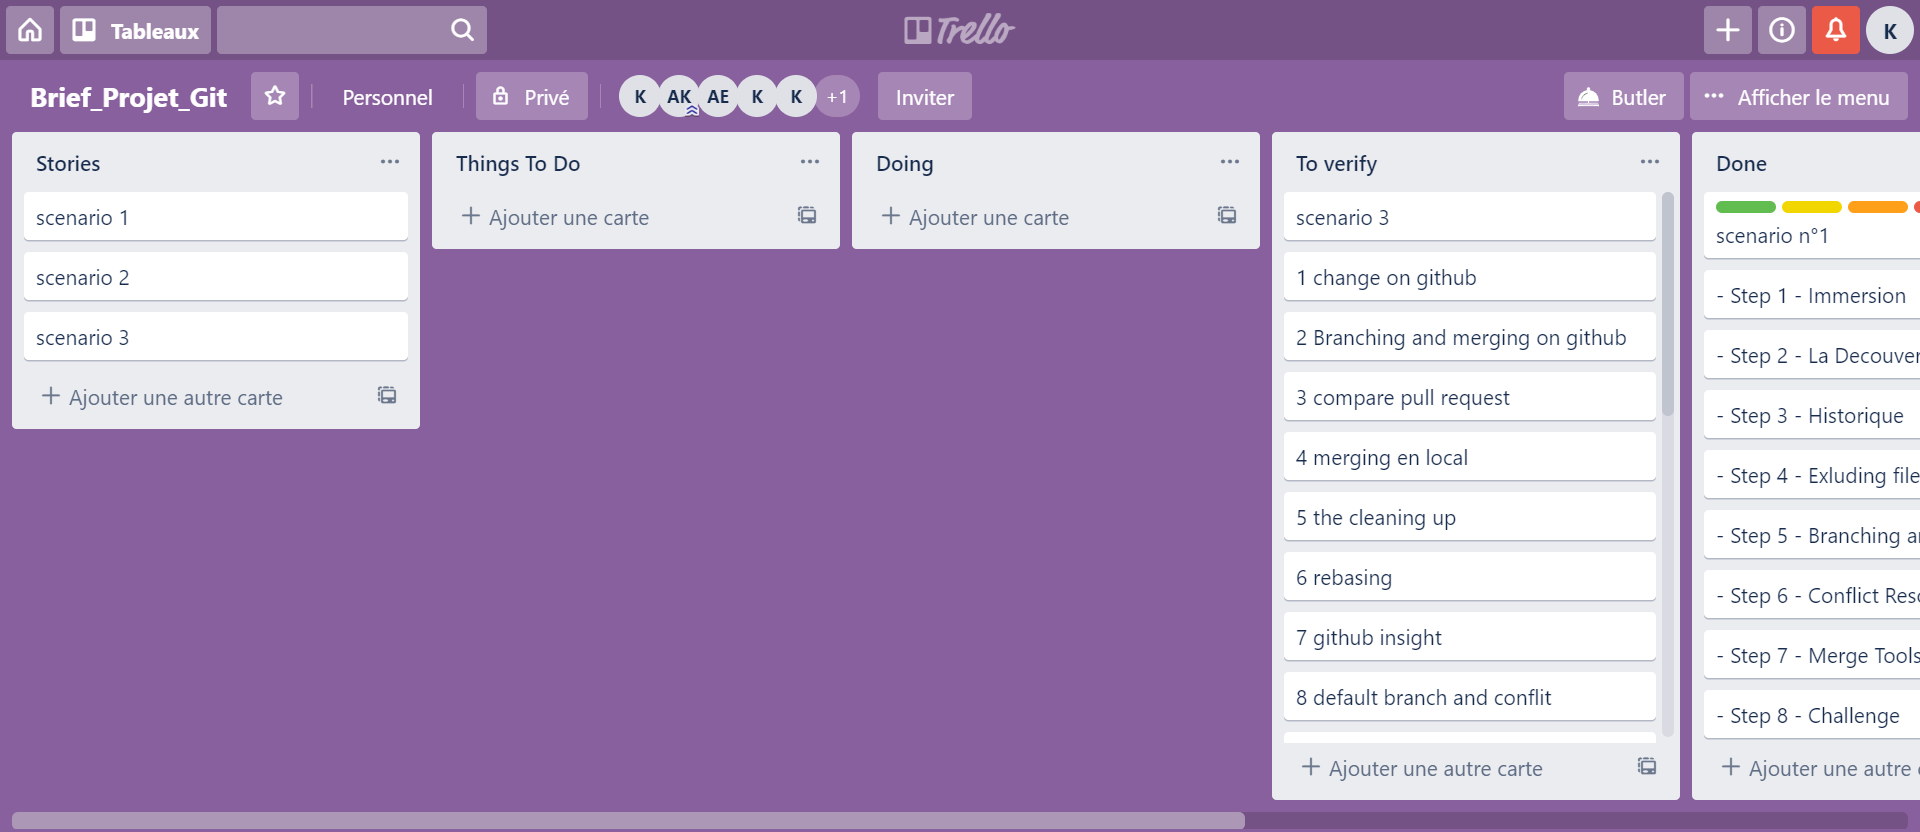 Tableaux
Trello
K
Brief_Projet_Git
Personnel
Privé
K AK AE K K +1
Inviter
Butler
Afficher le menu
Stories
scenario 1
scenario 2
scenario 3
Ajouter une autre carte
Things To Do
Ajouter une carte
Doing
Ajouter une carte
To verify
scenario 3
1 change on github
2 Branching and merging on github
3 compare pull request
4 merging en local
5 the cleaning up
6 rebasing
7 github insight
8 default branch and conflit
Ajouter une autre carte
Done
scenario n°1
- Step 1 - Immersion
- Step 2 - La Decouver
- Step 3 - Historique
- Step 4 - Exluding file
- Step 5 - Branching a
- Step 6 - Conflict Reso
- Step 7 - Merge Tools
- Step 8 - Challenge
Ajouter une autre